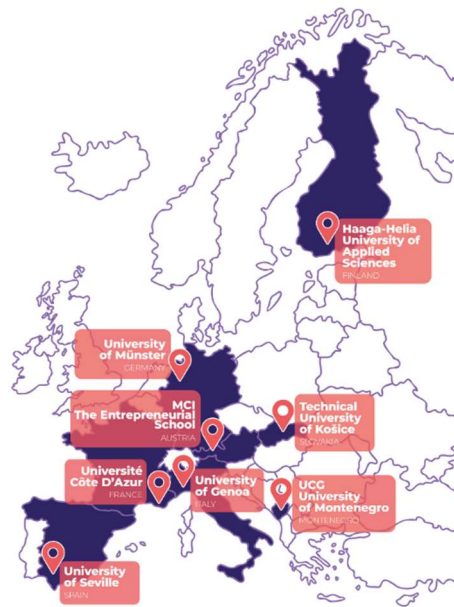 Haaga-Helia
University of
Applied
Sciences
FINLAND
University
of Münster
GERMANY
MCI
The Entrepreneurial
School
AUSTRIA
Technical
University
of Košice
SLOVAKIA
Université
Côte D'Azur
FRANCE
University
of Genoa
ITALY
UCG
University
of Montenegro
MONTENEGRO
University
of Seville
SPAIN